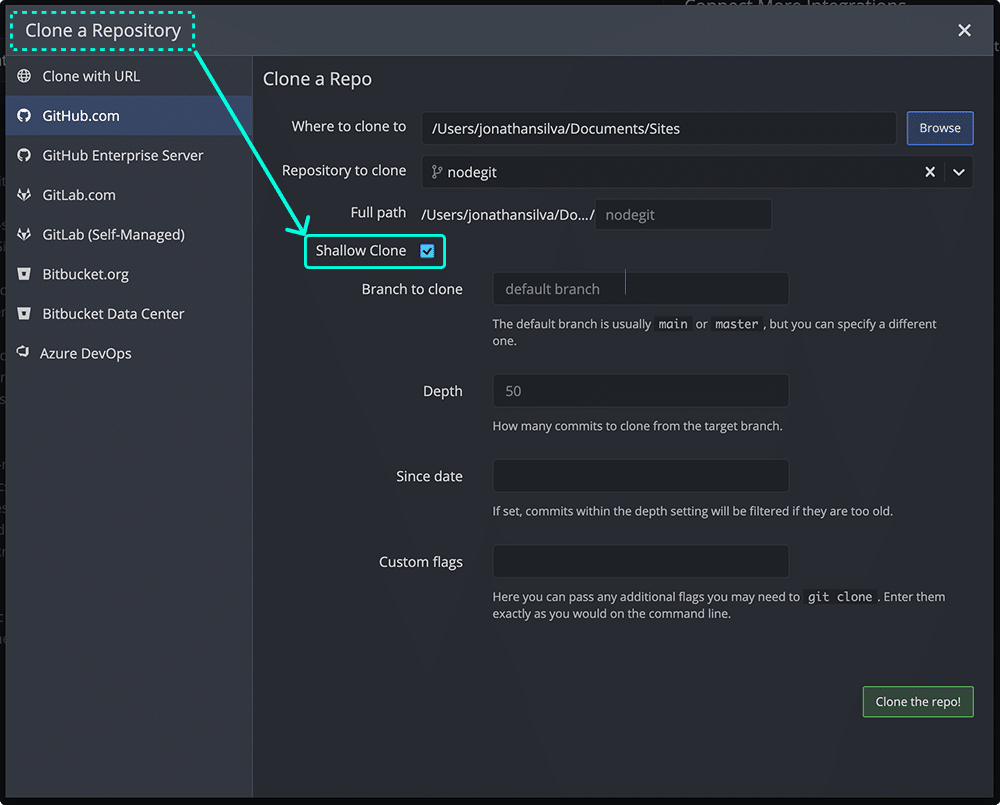 Connect More Integrations
Clone a Repository
Clone with URL
GitHub.com
GitHub Enterprise Server
GitLab.com
GitLab (Self-Managed)
Bitbucket.org
Bitbucket Data Center
Azure DevOps
Clone a Repo
Where to clone to
/Users/jonathansilva/Documents/Sites
Browse
Repository to clone
nodegit
Full path
/Users/jonathansilva/Do.../
nodegit
Shallow Clone
Branch to clone
default branch
The default branch is usually main or master, but you can specify a different
one.
Depth
50
How many commits to clone from the target branch.
Since date
If set, commits within the depth setting will be filtered if they are too old.
Custom flags
Here you can pass any additional flags you may need to git clone. Enter them
exactly as you would on the command line.
Clone the repo!